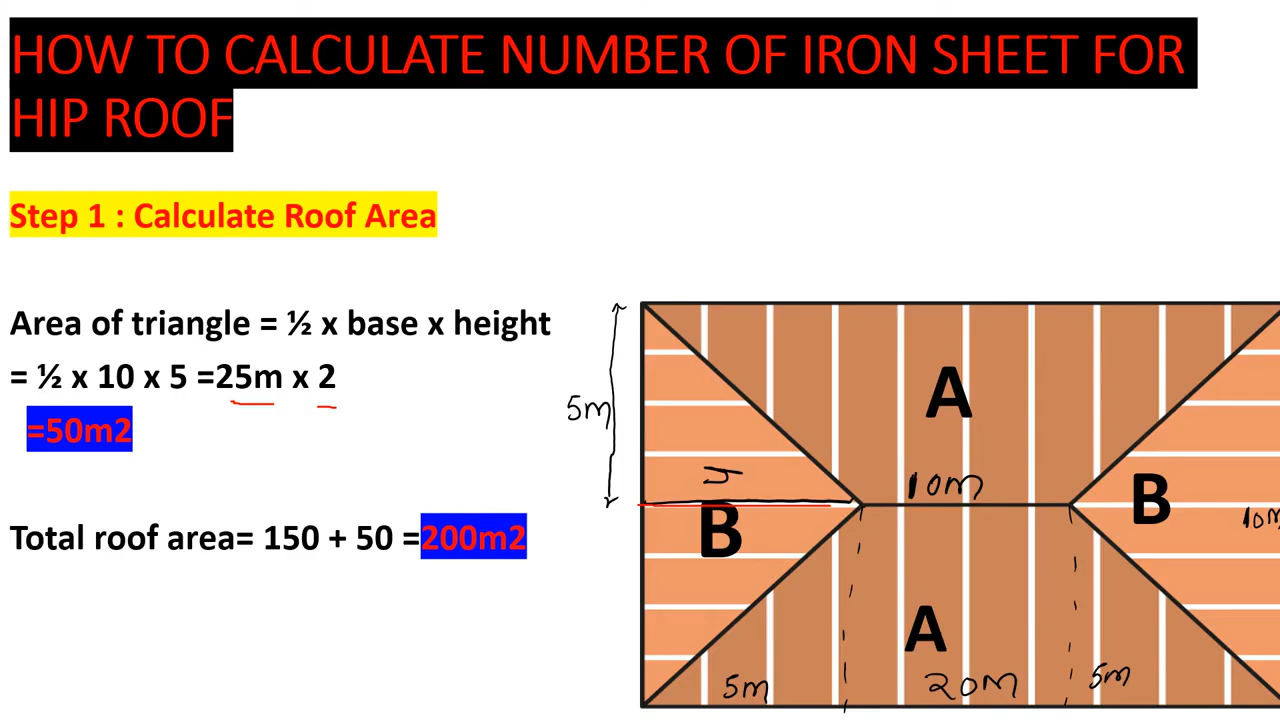 HOW TO CALCULATE NUMBER OF IRON SHEET FOR
HIP ROOF
Step 1 : Calculate Roof Area
Area of triangle = ½ x base x height
= ½ x 10 x 5 =25m x 2
=50m2
Total roof area= 150 + 50 =200m2
A
5m
10m
B
B
10m
A
5m
20m
5m